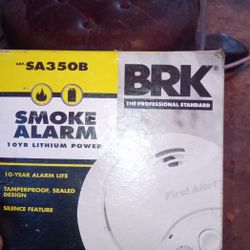 CAT. SA350B
BRK®
THE PROFESSIONAL STANDARD
SMOKE
ALARM
10YR LITHIUM POWER
10-YEAR ALARM LIFE
TAMPERPROOF, SEALED
DESIGN
SILENCE FEATURE
First Alert